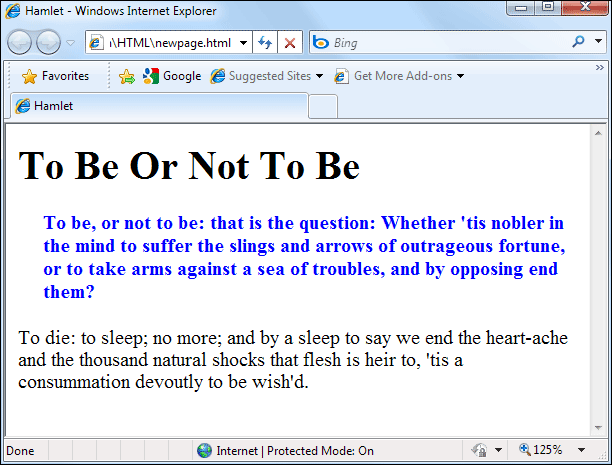 Hamlet - Windows Internet Explorer
ı\HTML\newpage.html
Bing
Favorites Google Suggested Sites Get More Add-ons »
Hamlet
To Be Or Not To Be
To be, or not to be: that is the question: Whether 'tis nobler in
the mind to suffer the slings and arrows of outrageous fortune,
or to take arms against a sea of troubles, and by opposing end
them?
To die: to sleep; no more; and by a sleep to say we end the heart-ache
and the thousand natural shocks that flesh is heir to, 'tis a
consummation devoutly to be wish'd.
Done Internet | Protected Mode: On 125%